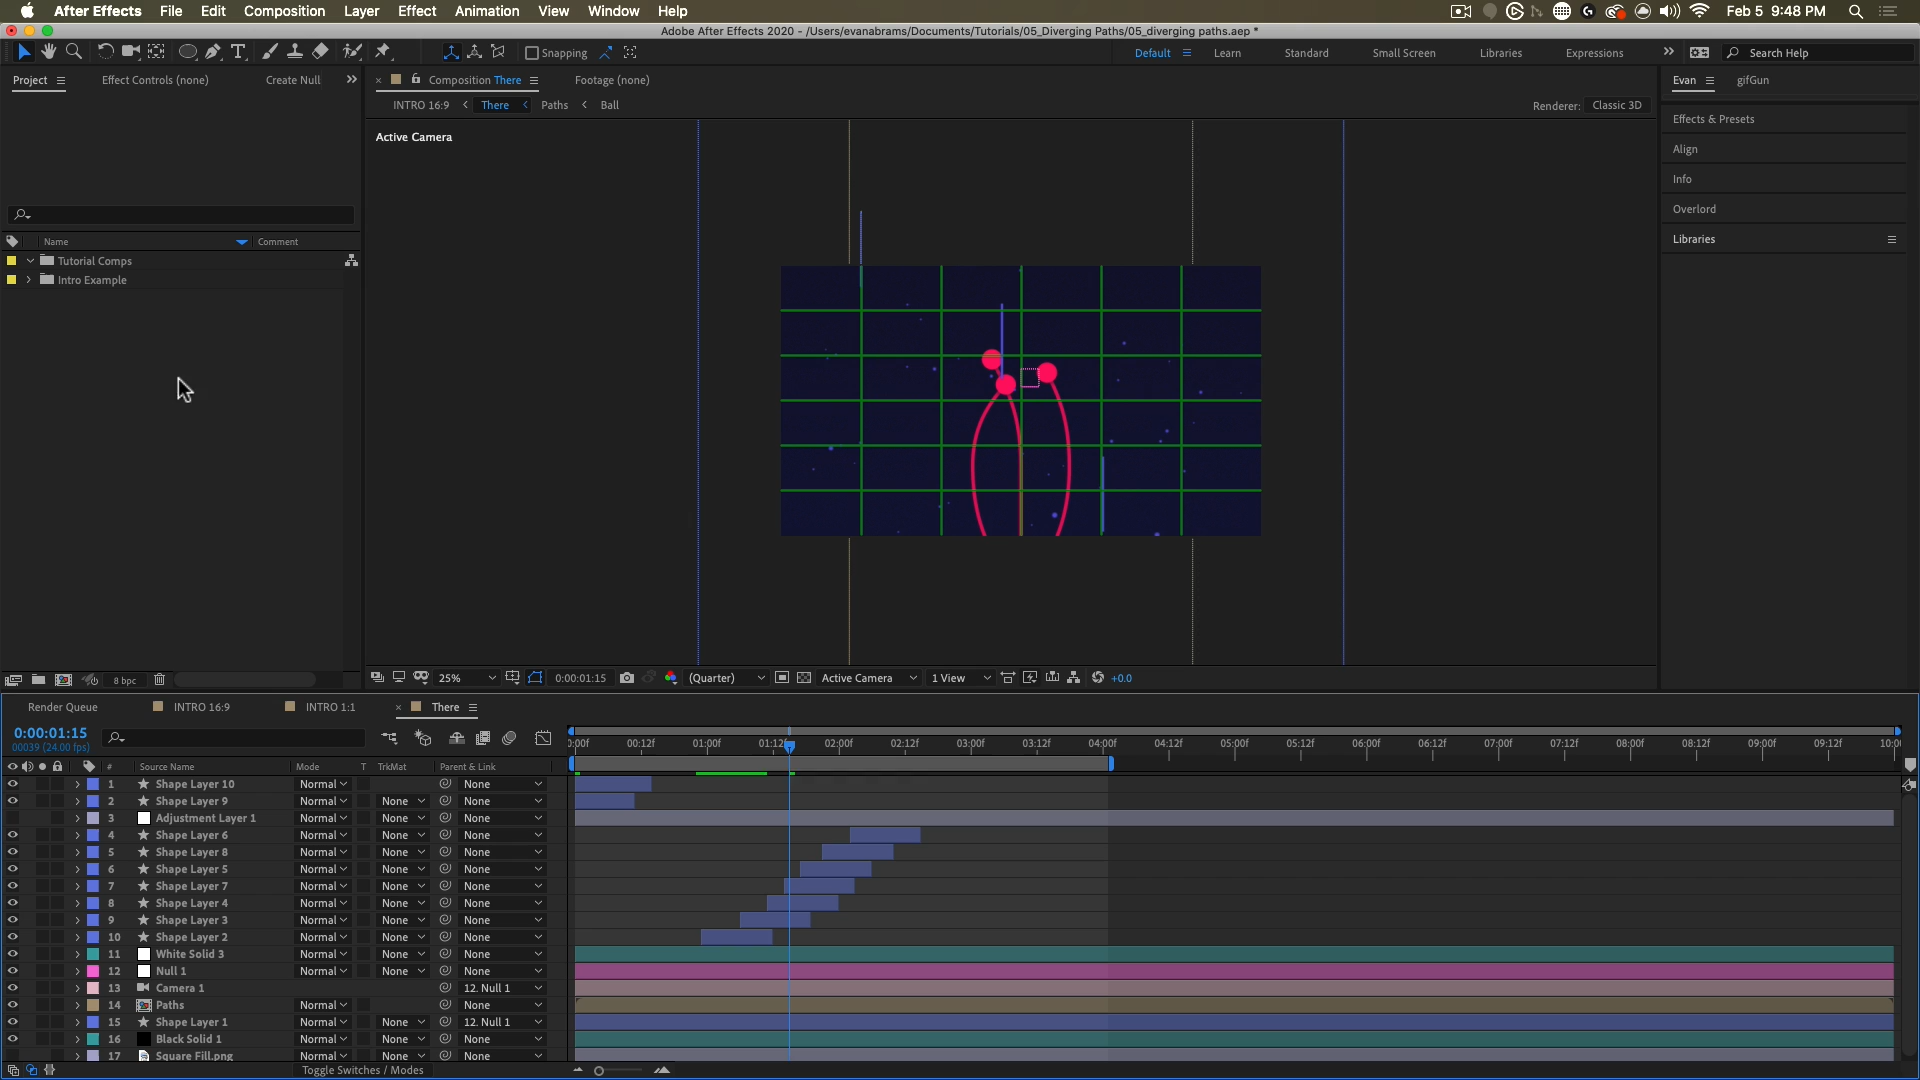 After Effects File Edit Composition Layer Effect Animation View Window Help Feb 5 9:48 PM
Adobe After Effects 2020 - /Users/evanabrams/Documents/Tutorials/05_Diverging Paths/05_diverging paths.aep *
Snapping Default Learn Standard Small Screen Libraries Expressions Search Help
Project Effect Controls (none) Create Null Composition There Footage (none) Evan gifGun
INTRO 16:9 There Paths Ball Renderer: Classic 3D
Active Camera
Effects & Presets
Align
Info
Overlord
Libraries
Name Comment
Tutorial Comps
Intro Example
8 bpc 25% 0:00:01:15 (Quarter) Active Camera 1 View +0.0
Render Queue INTRO 16:9 INTRO 1:1 There
0:00:01:15
00039 (24.00 fps)
0:00f 00:12f 01:00f 01:12f 02:00f 02:12f 03:00f 03:12f 04:00f 04:12f 05:00f 05:12f 06:00f 06:12f 07:00f 07:12f 08:00f 08:12f 09:00f 09:12f 10:0
# Source Name Mode T TrkMat Parent & Link
1 Shape Layer 10 Normal None
2 Shape Layer 9 Normal None None
3 Adjustment Layer 1 Normal None None
4 Shape Layer 6 Normal None None
5 Shape Layer 8 Normal None None
6 Shape Layer 5 Normal None None
7 Shape Layer 7 Normal None None
8 Shape Layer 4 Normal None None
9 Shape Layer 3 Normal None None
10 Shape Layer 2 Normal None None
11 White Solid 3 Normal None None
12 Null 1 Normal None None
13 Camera 1 12. Null 1
14 Paths Normal None
15 Shape Layer 1 Normal None 12. Null 1
16 Black Solid 1 Normal None None
17 Square Fill.png Normal None None
Toggle Switches / Modes